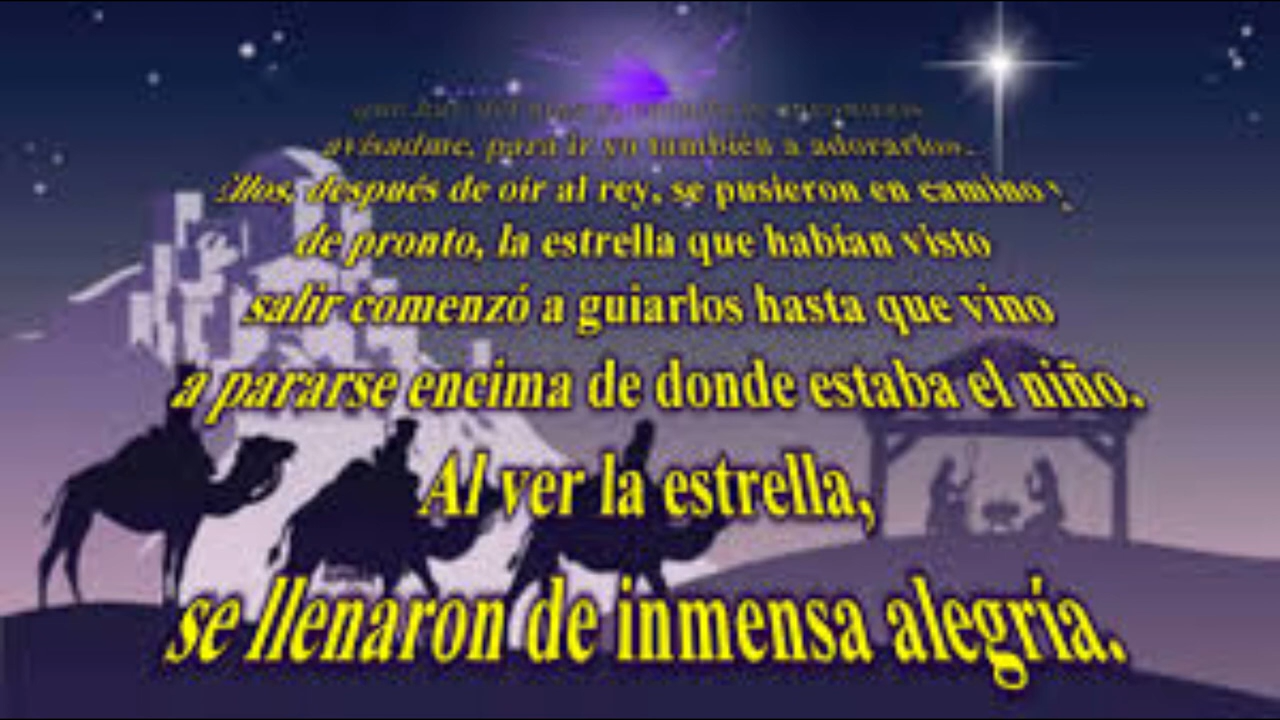 avisadme, para ir yo también a adorarlo».
Ellos, después de oír al rey, se pusieron en camino y,
de pronto, la estrella que habían visto
salir comenzó a guiarlos hasta que vino
a pararse encima de donde estaba el niño.
Al ver la estrella,
se llenaron de inmensa alegría.